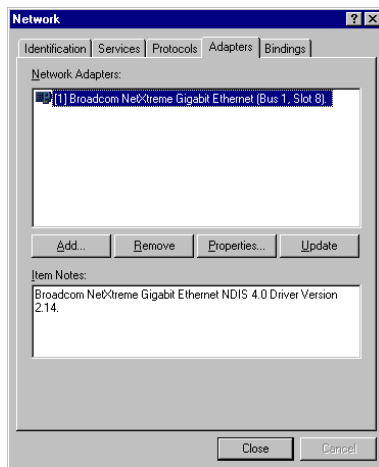 Network
Identification Services Protocols Adapters Bindings
Network Adapters:
[1] Broadcom NetXtreme Gigabit Ethernet (Bus 1, Slot 8).
Add... Remove Properties... Update
Item Notes:
Broadcom NetXtreme Gigabit Ethernet NDIS 4.0 Driver Version
2.14.
Close Cancel